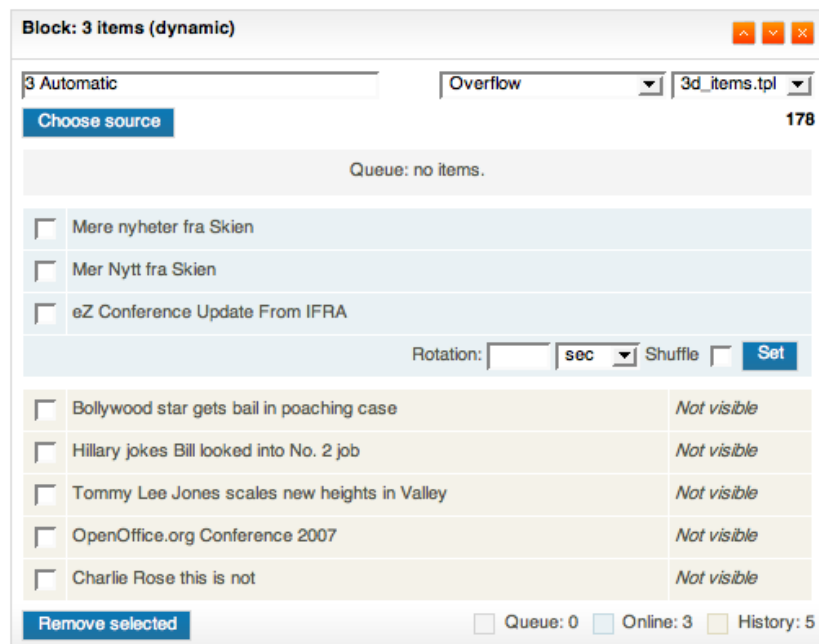 Block: 3 items (dynamic)
3 Automatic Overflow 3d_items.tpl
Choose source 178
Queue: no items.
Mere nyheter fra Skien
Mer Nytt fra Skien
eZ Conference Update From IFRA
Rotation: sec Shuffle Set
Bollywood star gets bail in poaching case Not visible
Hillary jokes Bill looked into No. 2 job Not visible
Tommy Lee Jones scales new heights in Valley Not visible
OpenOffice.org Conference 2007 Not visible
Charlie Rose this is not Not visible
Remove selected Queue: 0 Online: 3 History: 5